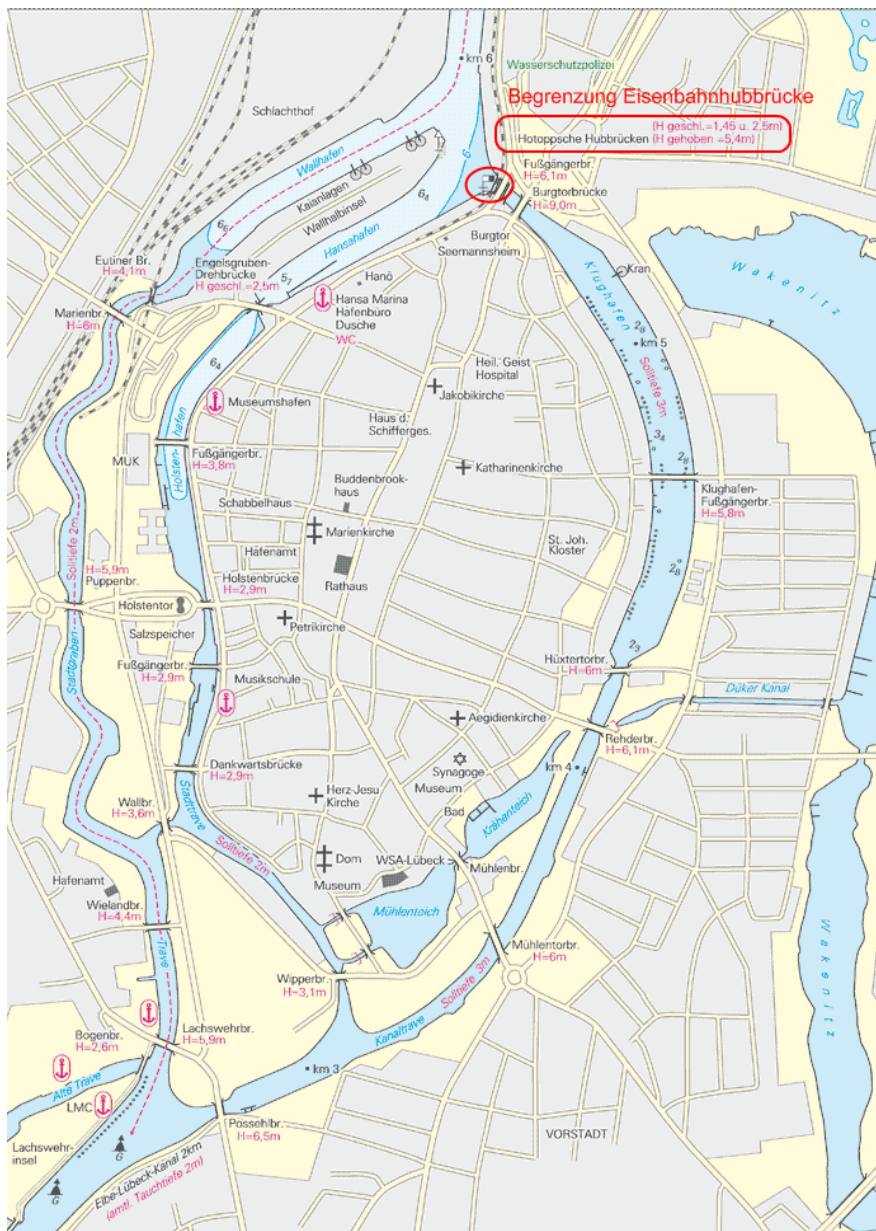 km 6
Wasserschutzpolizei
Begrenzung Eisenbahnhubbrücke
(H geschl.=1,45 u. 2,5m)
Hotoppsche Hubbrücken (H gehoben =5,4m)
Schlachthof
Wallhafen
Fußgängerbr.
H=6,1m
Burgtorbrücke
H=9,0m
Kaianlagen
Wallhalbinsel
Hansahafen
Burgtor
Seemannsheim
Eutiner Br.
H=4,1m
Engelsgruben-
Drehbrücke
H geschl.=2,5m
Marienbr.
H=6m
Hanö
Hansa Marina
Hafenbüro
Dusche
WC
Kran
Klughafen
Wakenitz
km 5
Solltiefe 3m
Heil. Geist
Hospital
Jakobikirche
Museumshafen
Haus d.
Schifferges.
Holsten-
hafen
MUK
Fußgängerbr.
H=3,8m
Katharinenkirche
Buddenbrook-
haus
Schabbelhaus
Marienkirche
Klughafen-
Fußgängerbr.
H=5,8m
St. Joh.
Kloster
Hafenamt
Rathaus
Solltiefe 2m
H=5,9m
Puppenbr.
Holstenbrücke
H=2,9m
Holstentor
Petrikirche
Salzspeicher
Stadtgraben
Fußgängerbr.
H=2,9m
Musikschule
Hüxtertorbr.
H=6m
Düker Kanal
Aegidienkirche
Rehderbr.
H=6,1m
Synagoge
Museum
km 4
Bad
Krähenteich
Dankwartsbrücke
H=2,9m
Stadttrave
Herz-Jesu
Kirche
Wallbr.
H=3,6m
Solltiefe 2m
Dom
Museum
WSA-Lübeck
Mühlenbr.
Mühlenteich
Hafenamt
Wielandbr.
H=4,4m
Trave
Mühlentorbr.
H=6m
Wakenitz
Wipperbr.
H=3,1m
Kanaltrave
Solltiefe 3m
Bogenbr.
H=2,6m
Lachswehrbr.
H=5,9m
km 3
Alte Trave
LMC
Possehlbr.
H=6,5m
VORSTADT
Lachswehr-
insel
G
G
Elbe-Lübeck-Kanal 2km
(amtl. Tauchtiefe 2m)